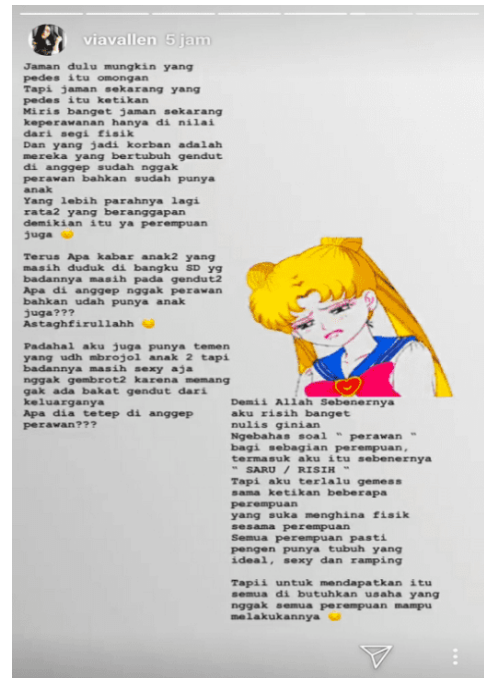 viavallen 5 jam
Jaman dulu mungkin yang
pedes itu omongan
Tapi jaman sekarang yang
pedes itu ketikan
Miris banget jaman sekarang
keperawanan hanya di nilai
dari segi fisik
Dan yang jadi korban adalah
mereka yang bertubuh gendut
di anggep sudah nggak
perawan bahkan sudah punya
anak
Yang lebih parahnya lagi
rata2 yang beranggapan
demikian itu ya perempuan
juga
Terus Apa kabar anak2 yang
masih duduk di bangku SD yg
badannya masih pada gendut2
Apa di anggep nggak perawan
bahkan udah punya anak
juga???
Astaghfirullahh
Padahal aku juga punya temen
yang udh mbrojol anak 2 tapi
badannya masih sexy aja
nggak gembrot2 karena memang
gak ada bakat gendut dari
keluarganya
Apa dia tetep di anggep
perawan???
Demii Allah Sebenernya
aku risih banget
nulis ginian
Ngebahas soal " perawan "
bagi sebagian perempuan,
termasuk aku itu sebenernya
" SARU / RISIH "
Tapi aku terlalu gemess
sama ketikan beberapa
perempuan
yang suka menghina fisik
sesama perempuan
Semua perempuan pasti
pengen punya tubuh yang
ideal, sexy dan ramping
Tapii untuk mendapatkan itu
semua di butuhkan usaha yang
nggak semua perempuan mampu
melakukannya